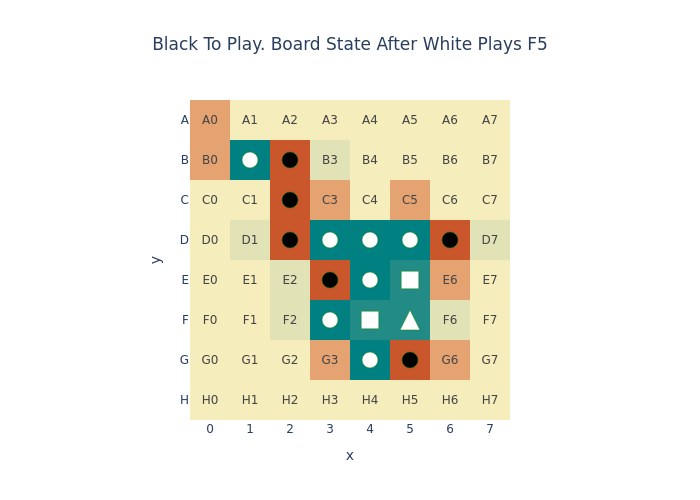 Black To Play. Board State After White Plays F5
A A0 A1 A2 A3 A4 A5 A6 A7
B B0 B3 B4 B5 B6 B7
C C0 C1 C3 C4 C5 C6 C7
D D0 D1 D7
E E0 E1 E2 E6 E7
F F0 F1 F2 F6 F7
G G0 G1 G2 G3 G6 G7
H H0 H1 H2 H3 H4 H5 H6 H7
0 1 2 3 4 5 6 7
x
y